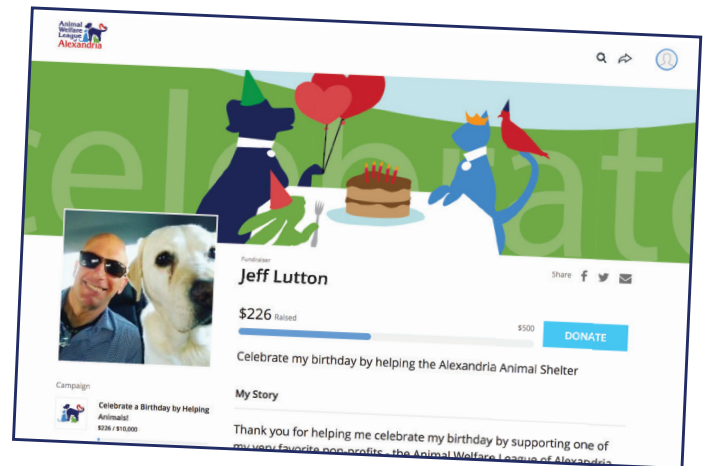 Animal
Welfare
League
Alexandria
celebrate
Fundraiser
Jeff Lutton
Share
$226 Raised
$500
DONATE
Celebrate my birthday by helping the Alexandria Animal Shelter
My Story
Thank you for helping me celebrate my birthday by supporting one of
my very favorite non-profits - the Animal Welfare League of Alexandria
Campaign
Celebrate a Birthday by Helping
Animals!
$226 / $10,000